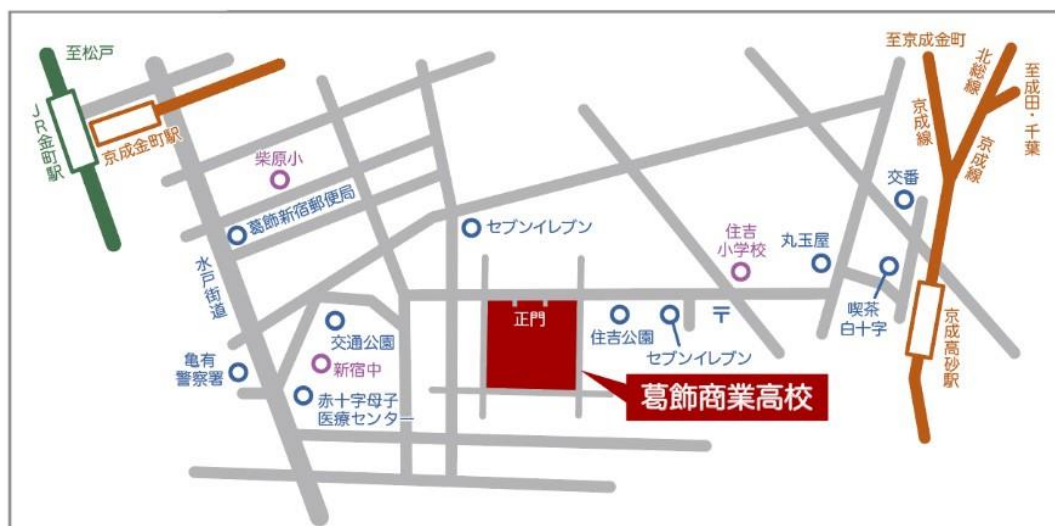 至松戸
JR金町駅
京成金町駅
柴原小
葛飾新宿郵便局
水戸街道
セブンイレブン
交通公園
新宿中
亀有
警察署
赤十字母子
医療センター
正門
葛飾商業高校
住吉公園
セブンイレブン
〒
住吉
小学校
丸玉屋
交番
喫茶
白十字
至京成金町
京成線
北総線
京成線
至成田・千葉
京成高砂駅